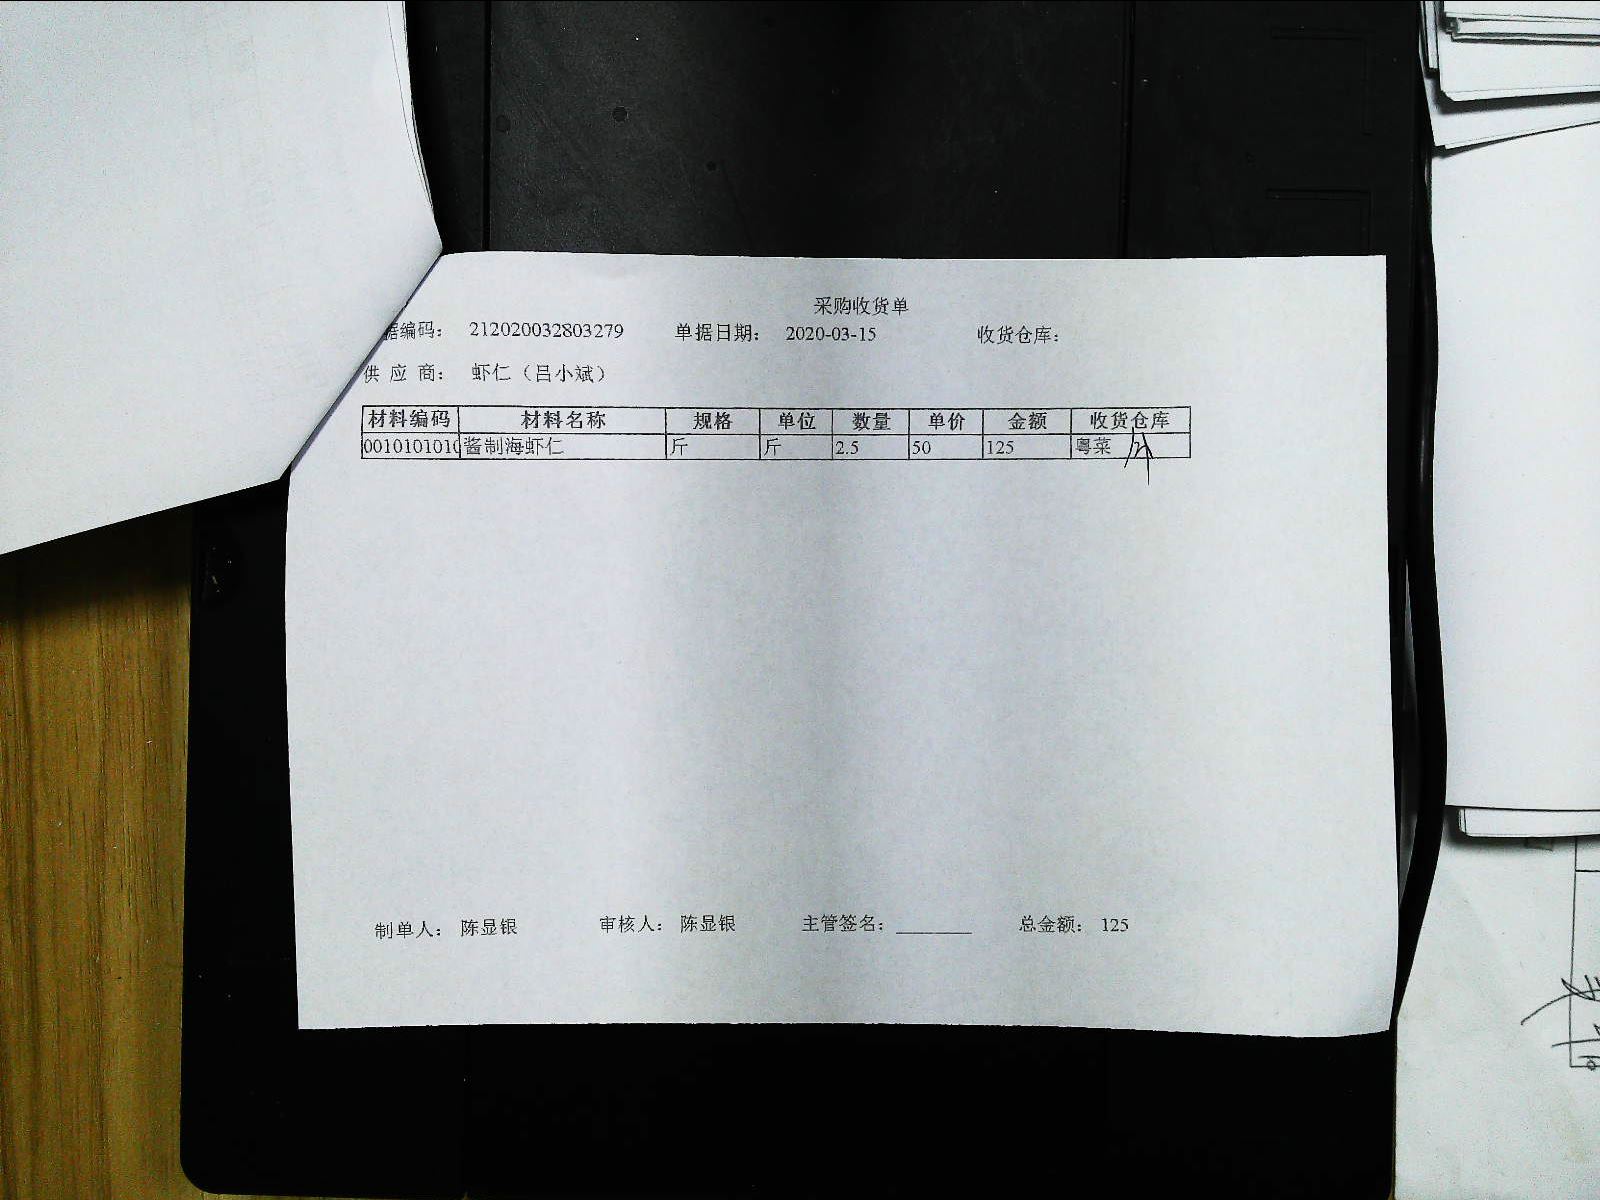 采购收货单
据编码： 212020032803279 单据日期： 2020-03-15 收货仓库：
供 应 商： 虾仁（吕小斌）
材料编码 材料名称 规格 单位 数量 单价 金额 收货仓库
0010101010 酱制海虾仁 斤 斤 2.5 50 125 粤菜
制单人： 陈显银 审核人： 陈显银 主管签名：________ 总金额： 125